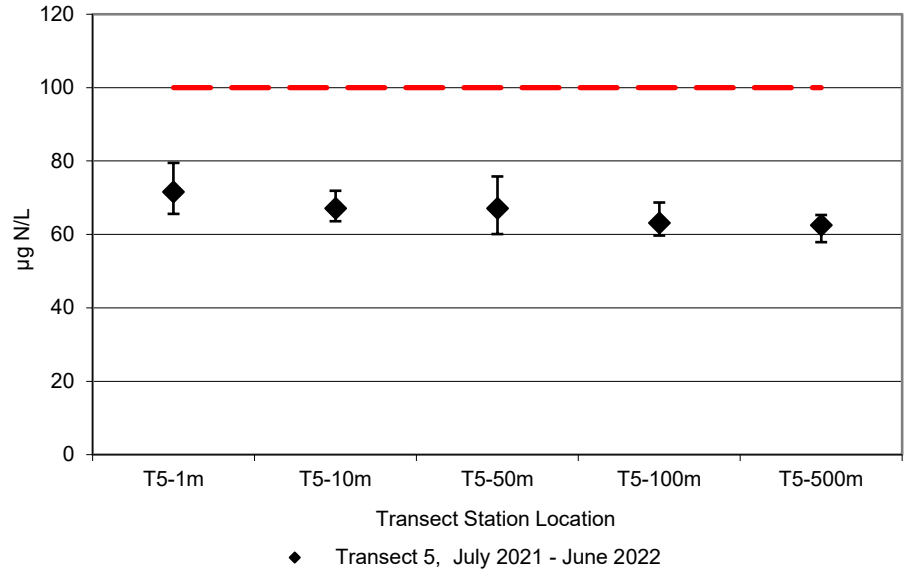 120
100
80
60
40
20
0
µg N/L
T5-1m T5-10m T5-50m T5-100m T5-500m
Transect Station Location
Transect 5, July 2021 - June 2022